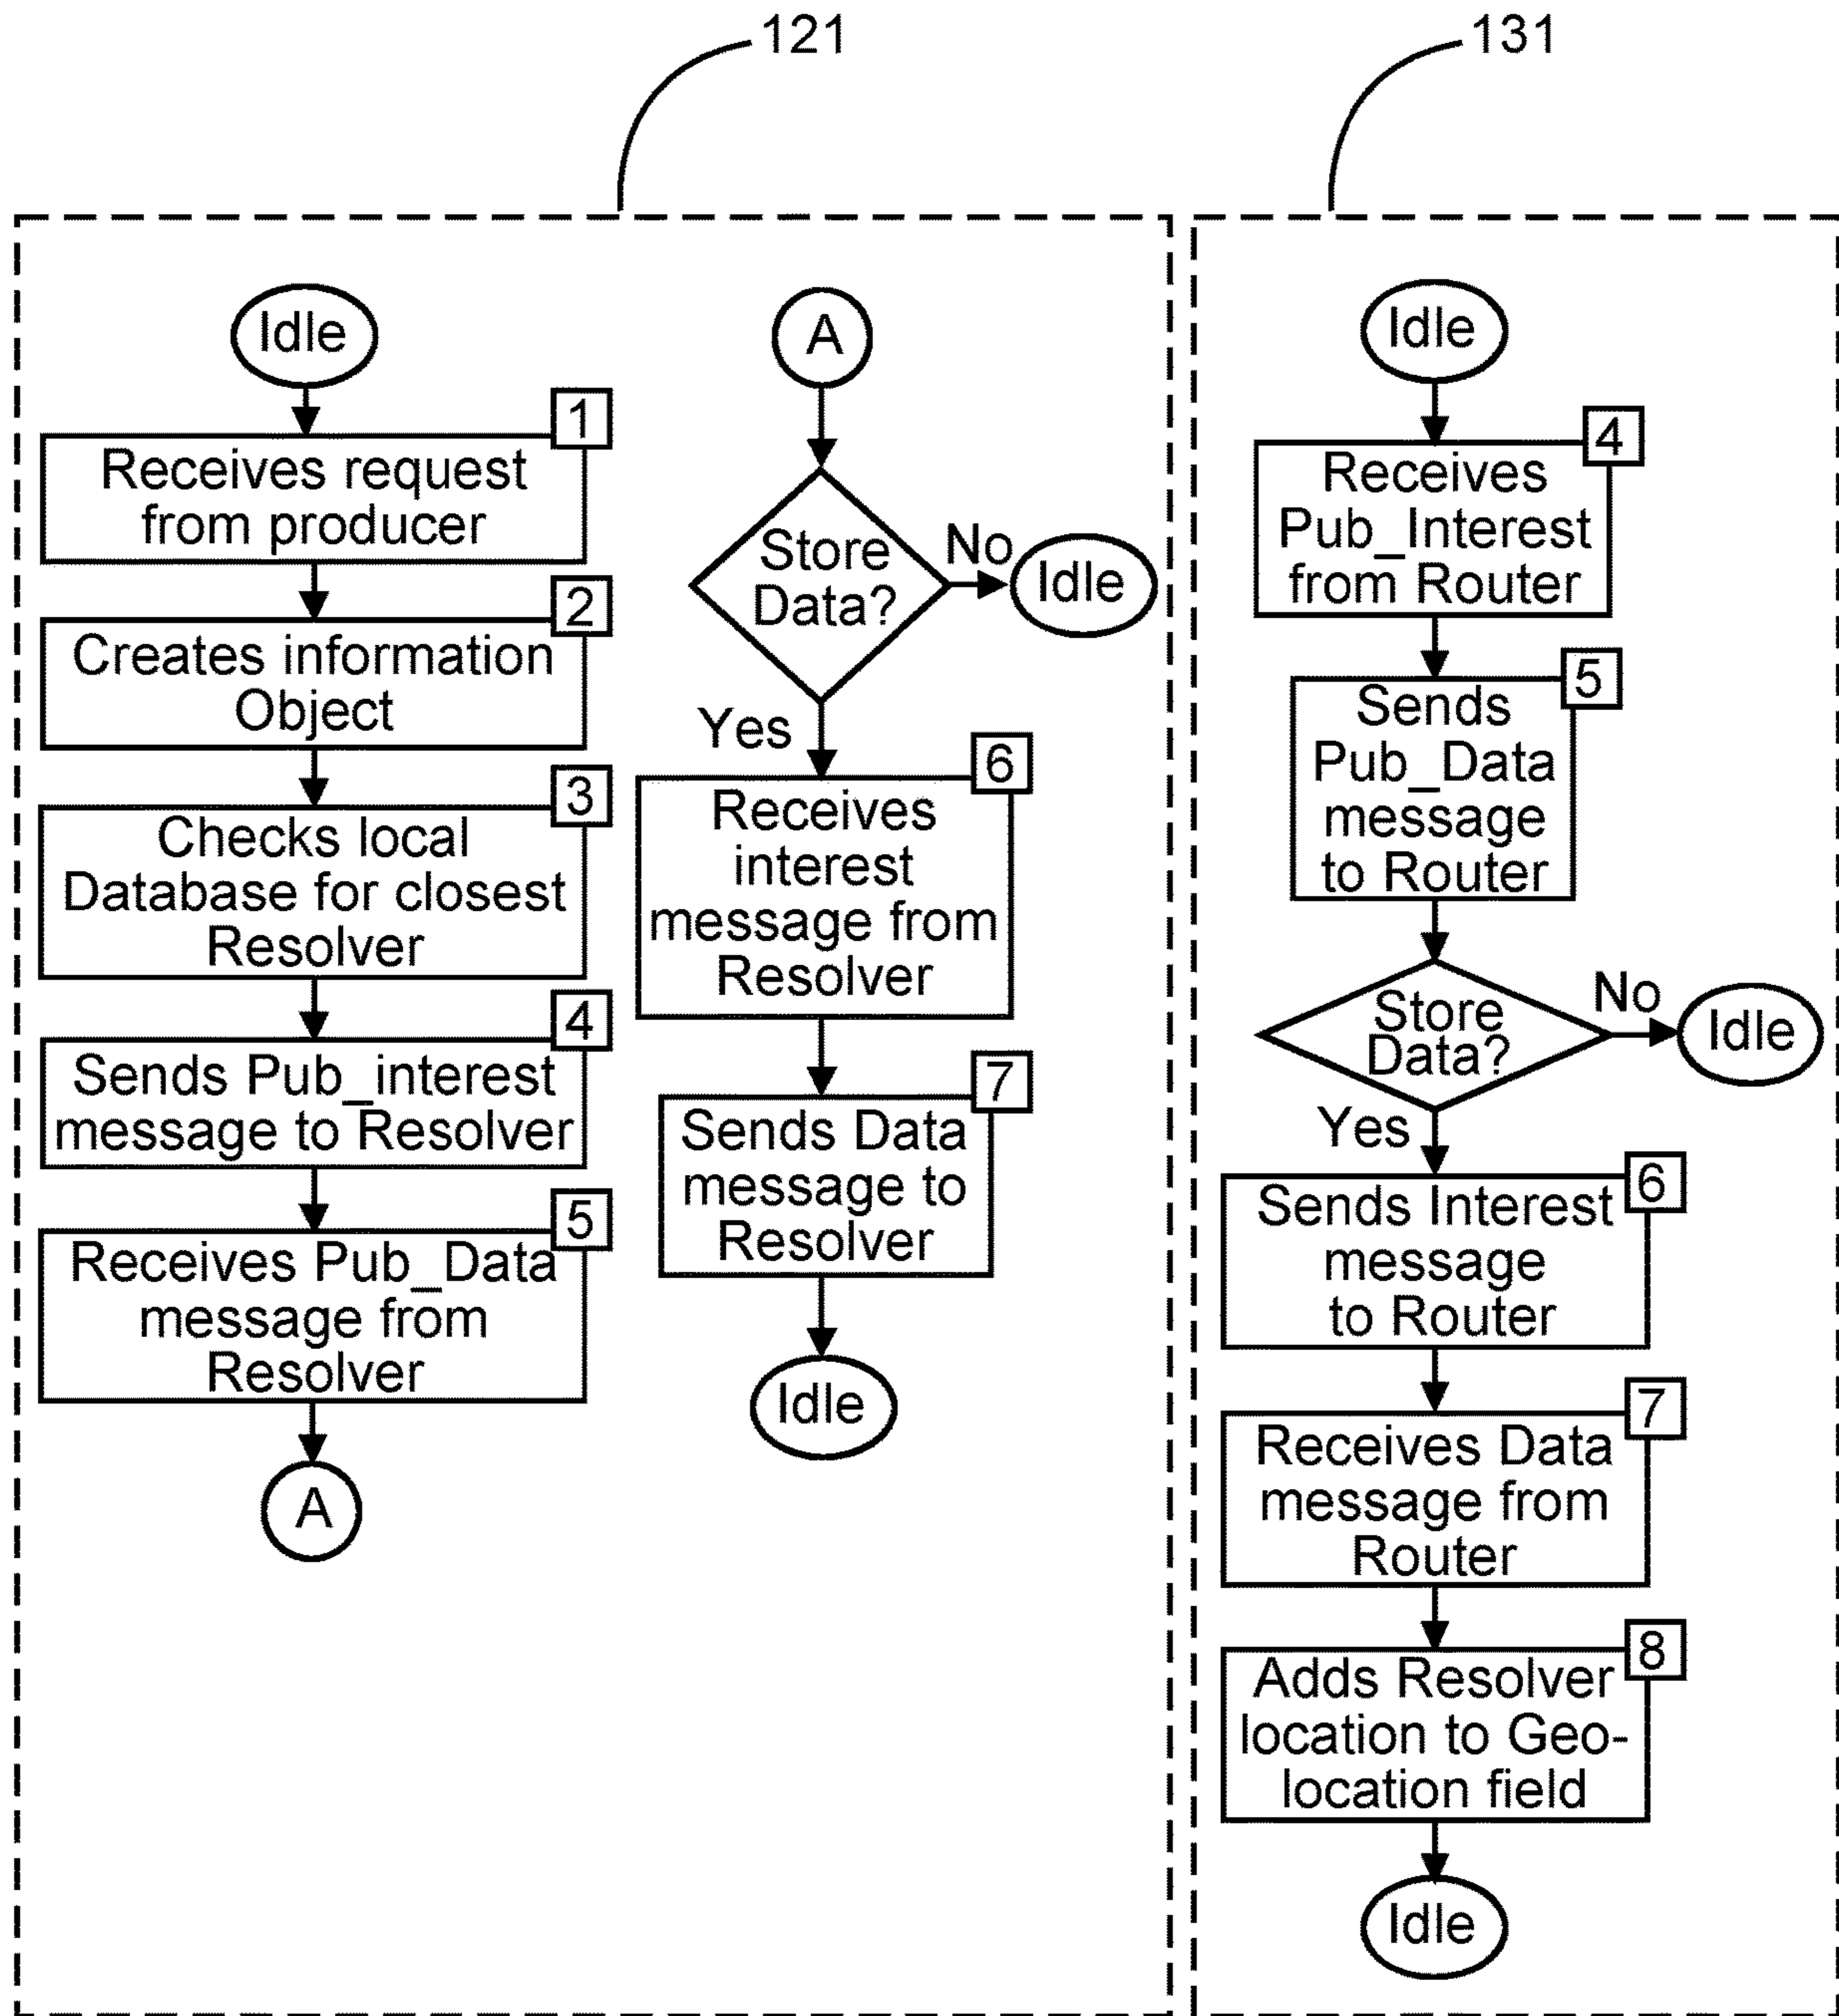 121
131
Idle
1
Receives request
from producer
2
Creates information
Object
3
Checks local
Database for closest
Resolver
4
Sends Pub_interest
message to Resolver
5
Receives Pub_Data
message from
Resolver
A
A
Store
Data?
No
Idle
Yes
6
Receives
interest
message from
Resolver
7
Sends Data
message to
Resolver
Idle
Idle
4
Receives
Pub_Interest
from Router
5
Sends
Pub_Data
message
to Router
Store
Data?
No
Idle
Yes
6
Sends Interest
message
to Router
7
Receives Data
message from
Router
8
Adds Resolver
location to Geo-
location field
Idle